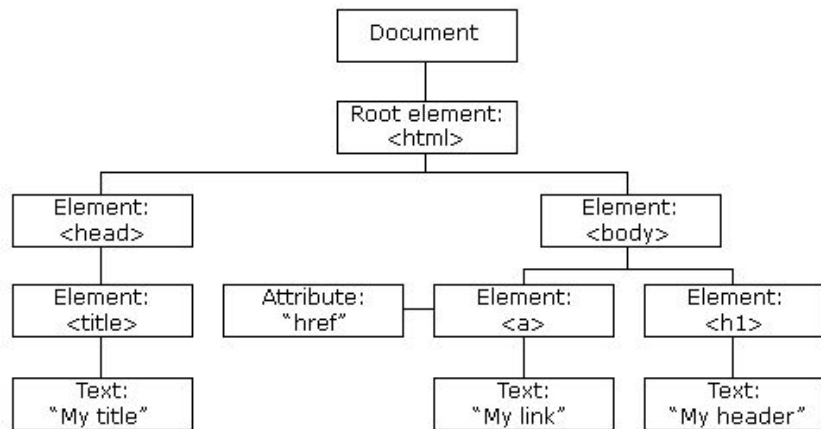 Document
Root element:
<html>
Element:
<head>
Element:
<body>
Element:
<title>
Attribute:
“href”
Element:
<a>
Element:
<h1>
Text:
“My title”
Text:
“My link”
Text:
“My header”